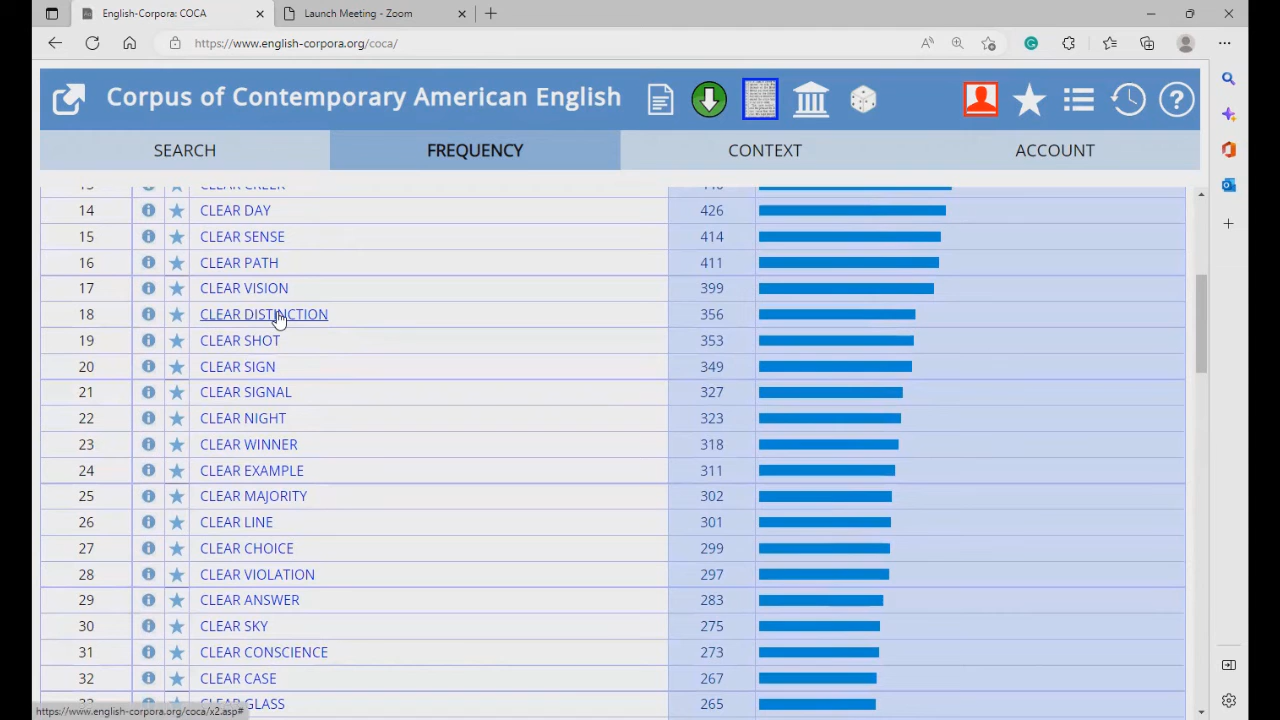 English-Corpora: COCA
Launch Meeting - Zoom
https://www.english-corpora.org/coca/
Corpus of Contemporary American English
SEARCH FREQUENCY CONTEXT ACCOUNT
14 CLEAR DAY 426
15 CLEAR SENSE 414
16 CLEAR PATH 411
17 CLEAR VISION 399
18 CLEAR DISTINCTION 356
19 CLEAR SHOT 353
20 CLEAR SIGN 349
21 CLEAR SIGNAL 327
22 CLEAR NIGHT 323
23 CLEAR WINNER 318
24 CLEAR EXAMPLE 311
25 CLEAR MAJORITY 302
26 CLEAR LINE 301
27 CLEAR CHOICE 299
28 CLEAR VIOLATION 297
29 CLEAR ANSWER 283
30 CLEAR SKY 275
31 CLEAR CONSCIENCE 273
32 CLEAR CASE 267
GLASS 265
https://www.english-corpora.org/coca/x2.asp#